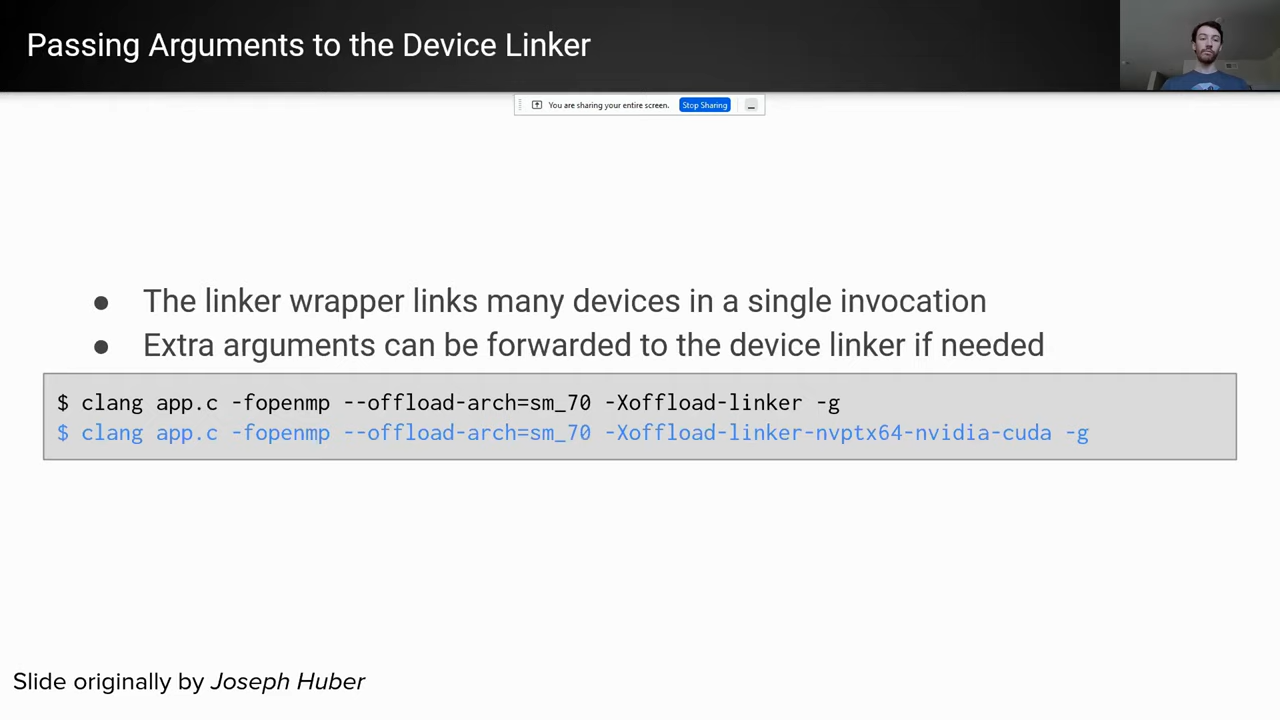 Passing Arguments to the Device Linker
You are sharing your entire screen. Stop Sharing
● The linker wrapper links many devices in a single invocation
● Extra arguments can be forwarded to the device linker if needed
$ clang app.c -fopenmp --offload-arch=sm_70 -Xoffload-linker -g
$ clang app.c -fopenmp --offload-arch=sm_70 -Xoffload-linker-nvptx64-nvidia-cuda -g
Slide originally by Joseph Huber